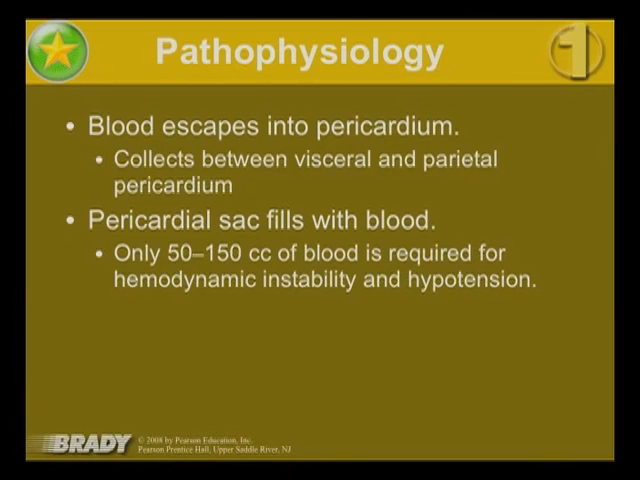 Pathophysiology
1
• Blood escapes into pericardium.
• Collects between visceral and parietal
pericardium
• Pericardial sac fills with blood.
• Only 50–150 cc of blood is required for
hemodynamic instability and hypotension.
BRADY
© 2008 by Pearson Education, Inc.
Pearson Prentice Hall, Upper Saddle River, NJ